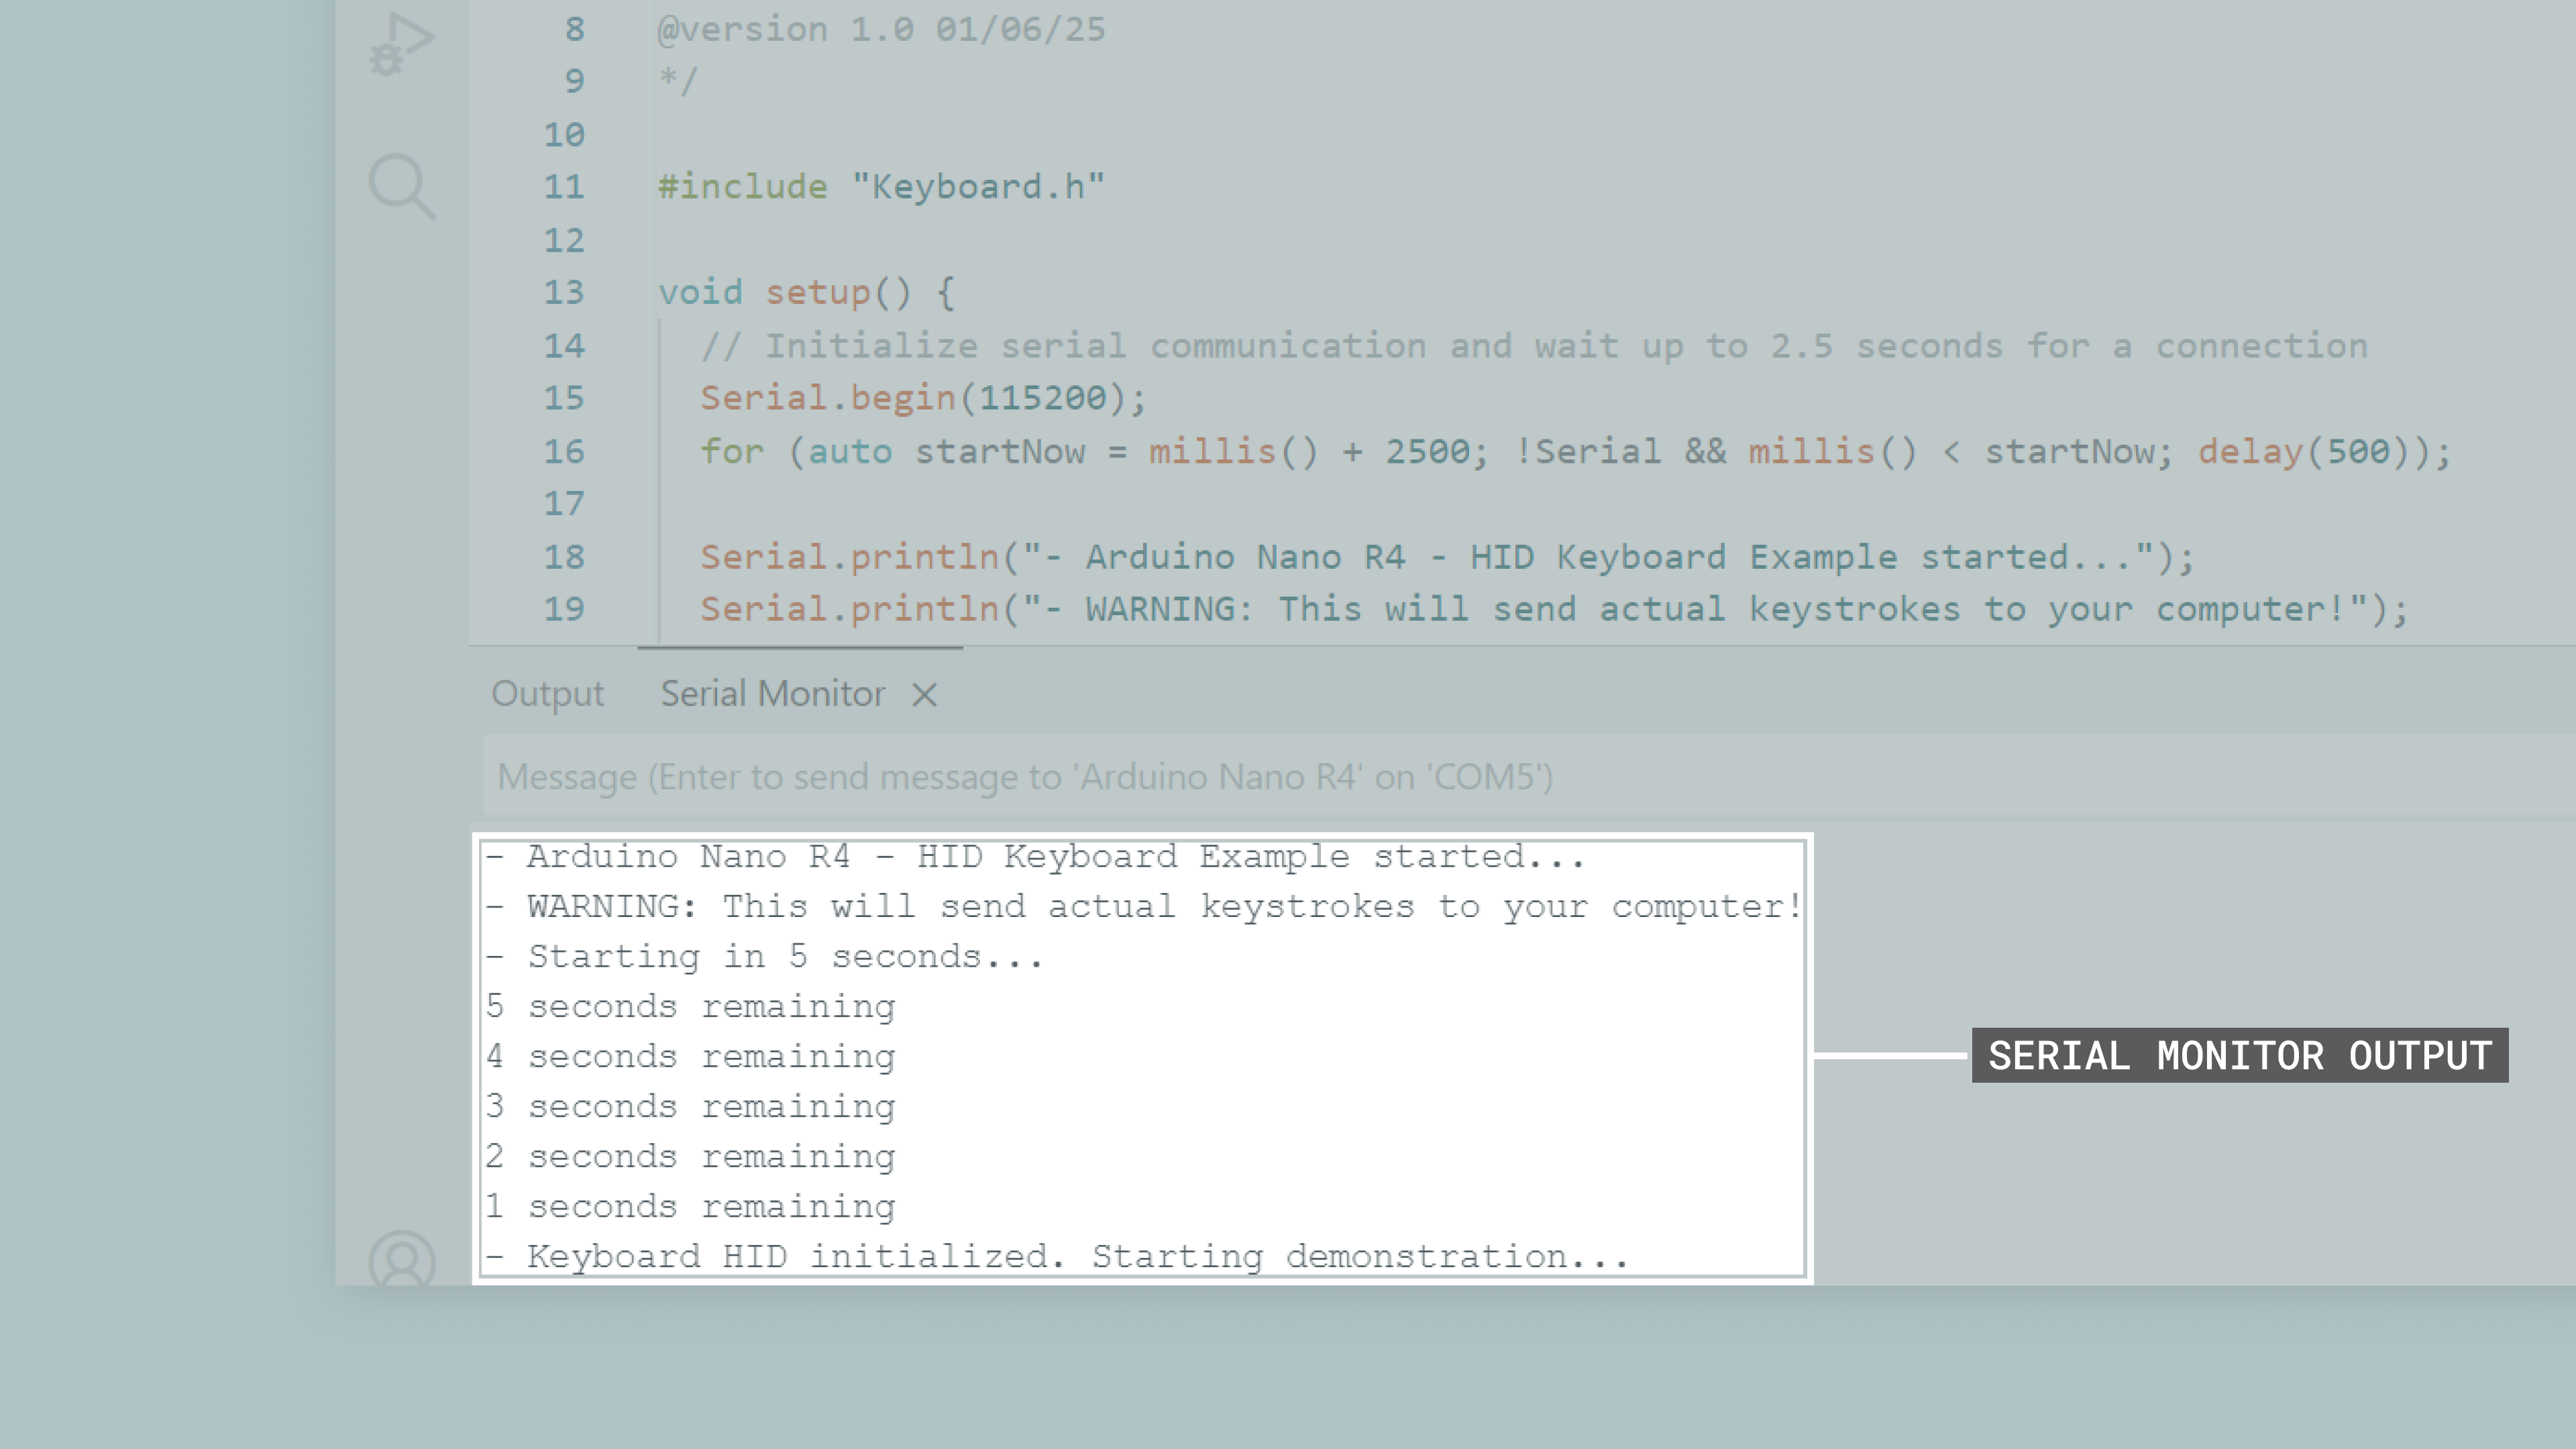 8 @version 1.0 01/06/25
9 */
10
11 #include "Keyboard.h"
12
13 void setup() {
14 // Initialize serial communication and wait up to 2.5 seconds for a connection
15 Serial.begin(115200);
16 for (auto startNow = millis() + 2500; !Serial && millis() < startNow; delay(500));
17
18 Serial.println("- Arduino Nano R4 - HID Keyboard Example started...");
19 Serial.println("- WARNING: This will send actual keystrokes to your computer!");
Output Serial Monitor
Message (Enter to send message to 'Arduino Nano R4' on 'COM5')
- Arduino Nano R4 - HID Keyboard Example started...
- WARNING: This will send actual keystrokes to your computer!
- Starting in 5 seconds...
5 seconds remaining
4 seconds remaining
3 seconds remaining
2 seconds remaining
1 seconds remaining
- Keyboard HID initialized. Starting demonstration...
SERIAL MONITOR OUTPUT